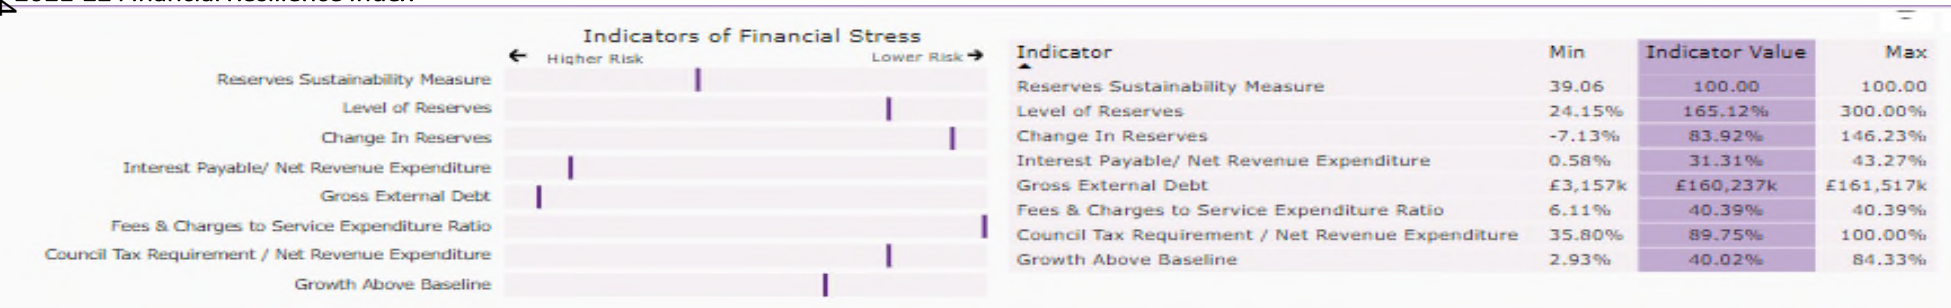 2021-22 Financial Resilience Index
Indicators of Financial Stress
← Higher Risk Lower Risk →
Reserves Sustainability Measure
Level of Reserves
Change In Reserves
Interest Payable/ Net Revenue Expenditure
Gross External Debt
Fees & Charges to Service Expenditure Ratio
Council Tax Requirement / Net Revenue Expenditure
Growth Above Baseline
Indicator Min Indicator Value Max
Reserves Sustainability Measure 39.06 100.00 100.00
Level of Reserves 24.15% 165.12% 300.00%
Change In Reserves -7.13% 83.92% 146.23%
Interest Payable/ Net Revenue Expenditure 0.58% 31.31% 43.27%
Gross External Debt £3,157k £160,237k £161,517k
Fees & Charges to Service Expenditure Ratio 6.11% 40.39% 40.39%
Council Tax Requirement / Net Revenue Expenditure 35.80% 89.75% 100.00%
Growth Above Baseline 2.93% 40.02% 84.33%